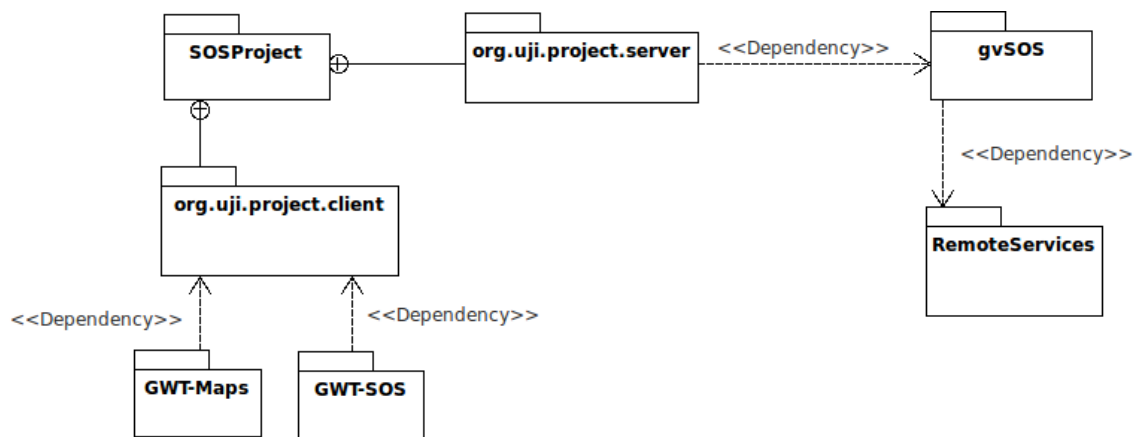 SOSProject
org.uji.project.server
<<Dependency>>
gvSOS
<<Dependency>>
org.uji.project.client
RemoteServices
<<Dependency>>
<<Dependency>>
GWT-Maps
GWT-SOS